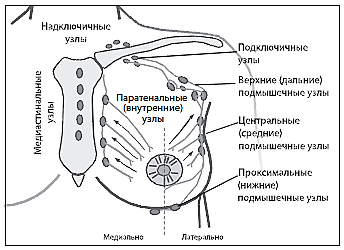 Надключичные
узлы
Подключичные
узлы
Верхние (дальние)
подмышечные узлы
Медиастинальные
узлы
Паратенальные
(внутренние)
узлы
Центральные
(средние)
подмышечные узлы
Проксимальные
(нижние)
подмышечные узлы
Медиально
Латерально